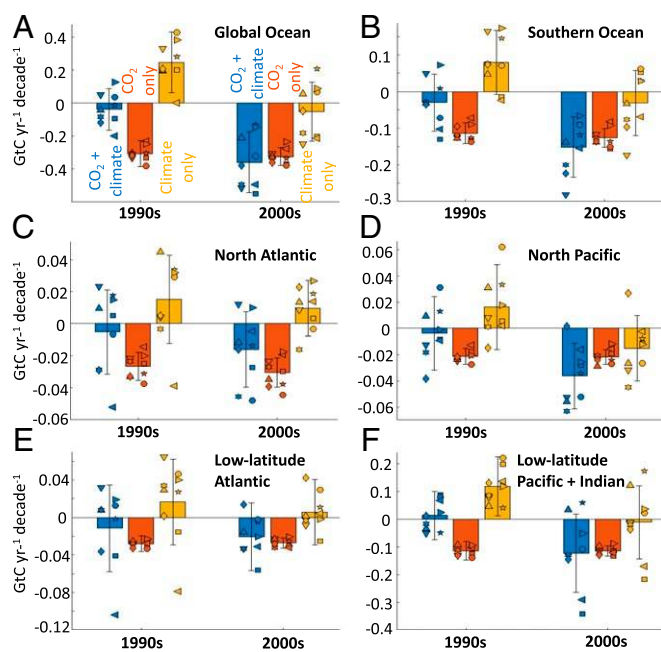 A
Global Ocean
GtC yr-1 decade-1
0.4
0.2
0
-0.2
-0.4
CO2 +
climate
CO2
only
Climate
only
CO2 +
climate
CO2
only
Climate
only
1990s
2000s
B
Southern Ocean
0.1
0
-0.1
-0.2
-0.3
1990s
2000s
C
North Atlantic
GtC yr-1 decade-1
0.04
0.02
0
-0.02
-0.04
-0.06
1990s
2000s
D
North Pacific
0.06
0.04
0.02
0
-0.02
-0.04
-0.06
1990s
2000s
E
Low-latitude
Atlantic
GtC yr-1 decade-1
0.04
0
-0.04
-0.08
-0.12
1990s
2000s
F
Low-latitude
Pacific + Indian
0.2
0.1
0
-0.1
-0.2
-0.3
-0.4
1990s
2000s